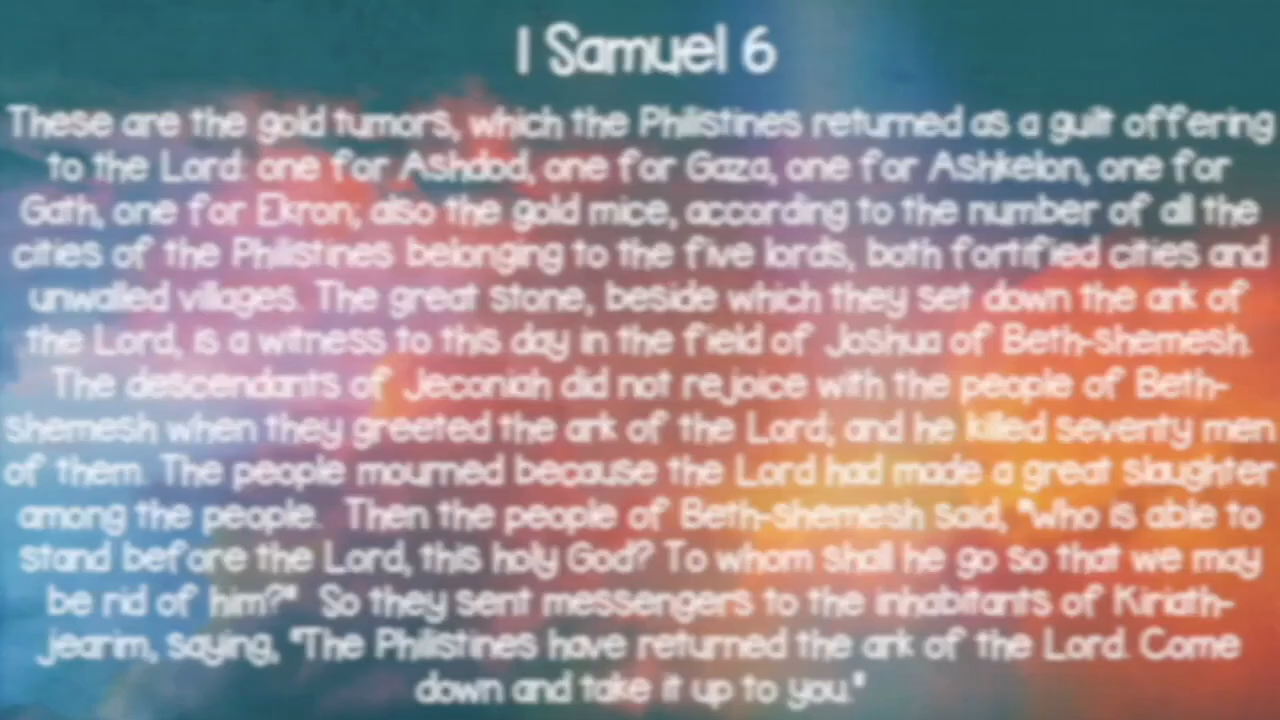 1 Samuel 6
These are the gold tumors, which the Philistines returned as a guilt offering
to the Lord: one for Ashdod, one for Gaza, one for Ashkelon, one for
Gath, one for Ekron; also the gold mice, according to the number of all the
cities of the Philistines belonging to the five lords, both fortified cities and
unwalled villages. The great stone, beside which they set down the ark of
the Lord, is a witness to this day in the field of Joshua of Beth-shemesh.
The descendants of Jeconiah did not rejoice with the people of Beth-
shemesh when they greeted the ark of the Lord; and he killed seventy men
of them. The people mourned because the Lord had made a great slaughter
among the people. Then the people of Beth-shemesh said, "Who is able to
stand before the Lord, this holy God? To whom shall he go so that we may
be rid of him?" So they sent messengers to the inhabitants of Kiriath-
jearim, saying, "The Philistines have returned the ark of the Lord. Come
down and take it up to you."